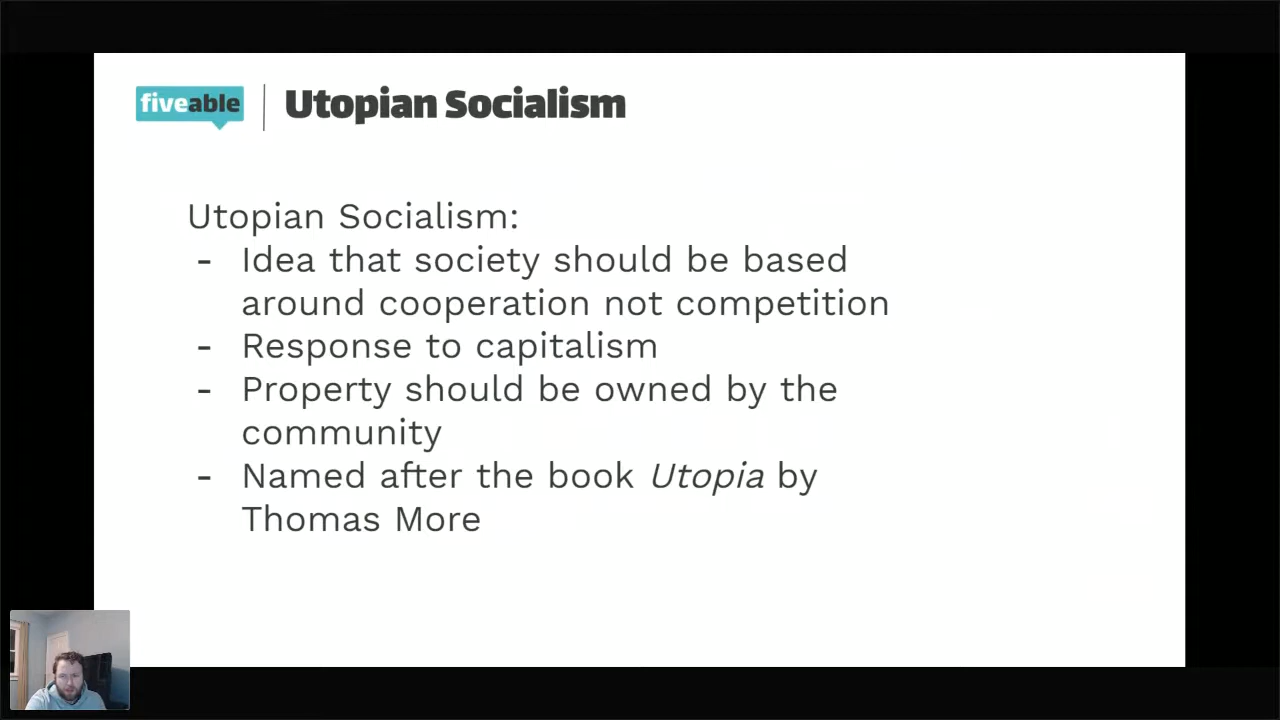 fiveable
Utopian Socialism
Utopian Socialism:
- Idea that society should be based
around cooperation not competition
- Response to capitalism
- Property should be owned by the
community
- Named after the book Utopia by
Thomas More